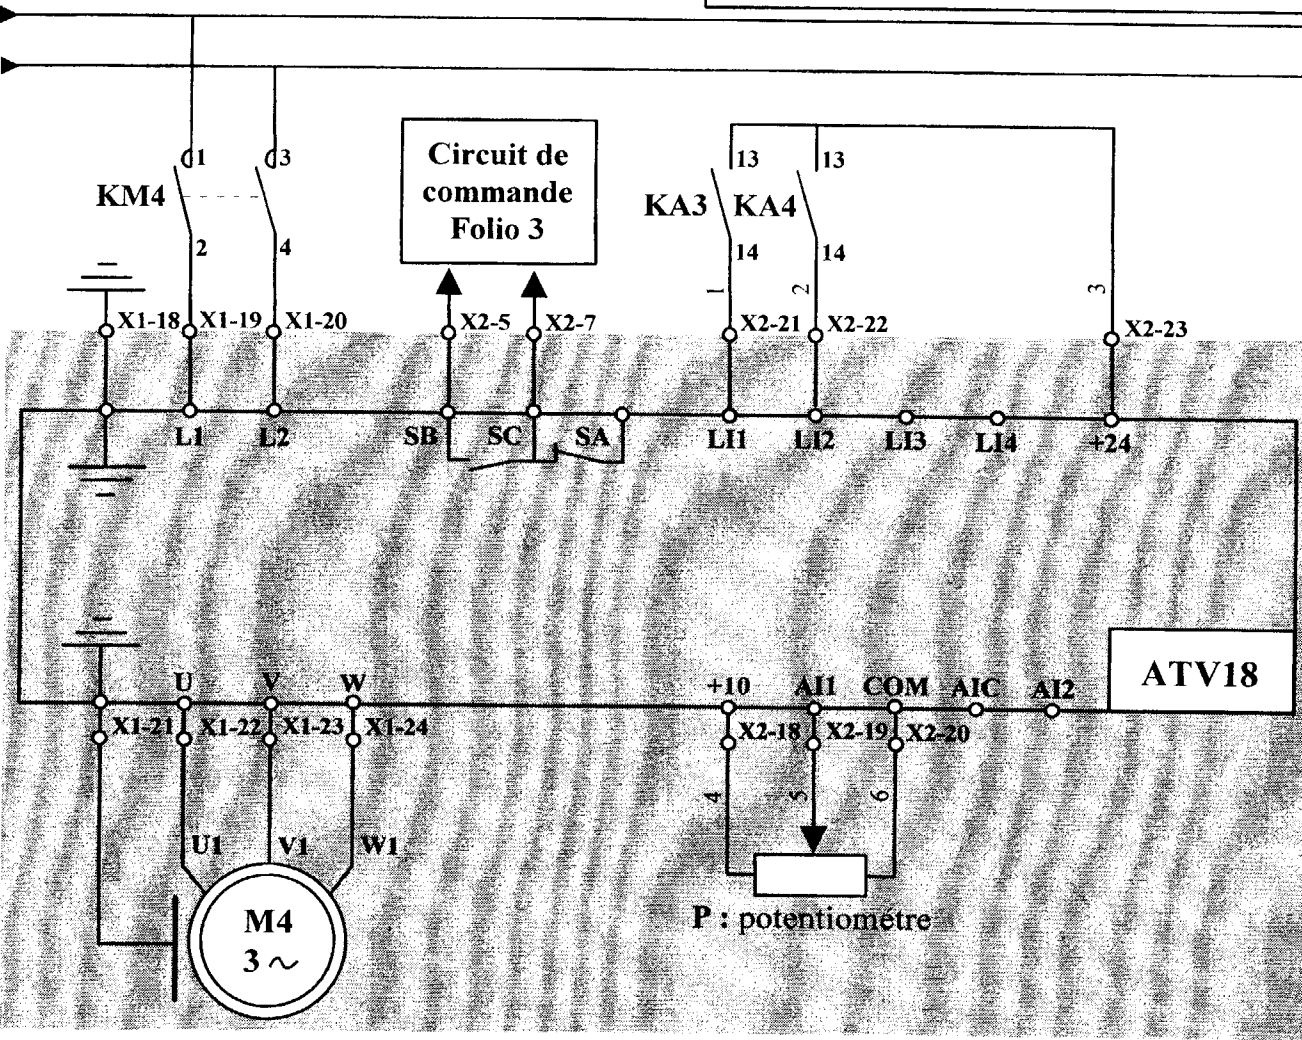 1 3
KM4
2 4
Circuit de
commande
Folio 3
13 13
KA3 KA4
14 14
1 2 3
X1-18 X1-19 X1-20 X2-5 X2-7 X2-21 X2-22 X2-23
L1 L2 SB SC SA LI1 LI2 LI3 LI4 +24
ATV18
U V W +10 AI1 COM AIC AI2
X1-21 X1-22 X1-23 X1-24 X2-18 X2-19 X2-20
4 5 6
U1 V1 W1
M4
3 ~
P : potentiométre